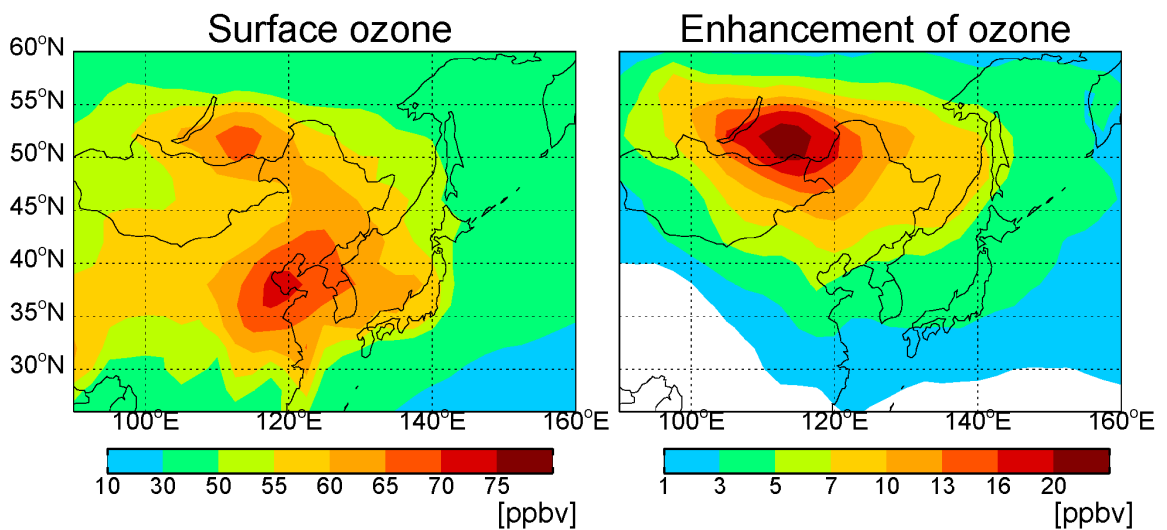 Surface ozone
Enhancement of ozone
60°N
55°N
50°N
45°N
40°N
35°N
30°N
100°E 120°E 140°E 160°E
100°E 120°E 140°E 160°E
10 30 50 55 60 65 70 75
[ppbv]
1 3 5 7 10 13 16 20
[ppbv]